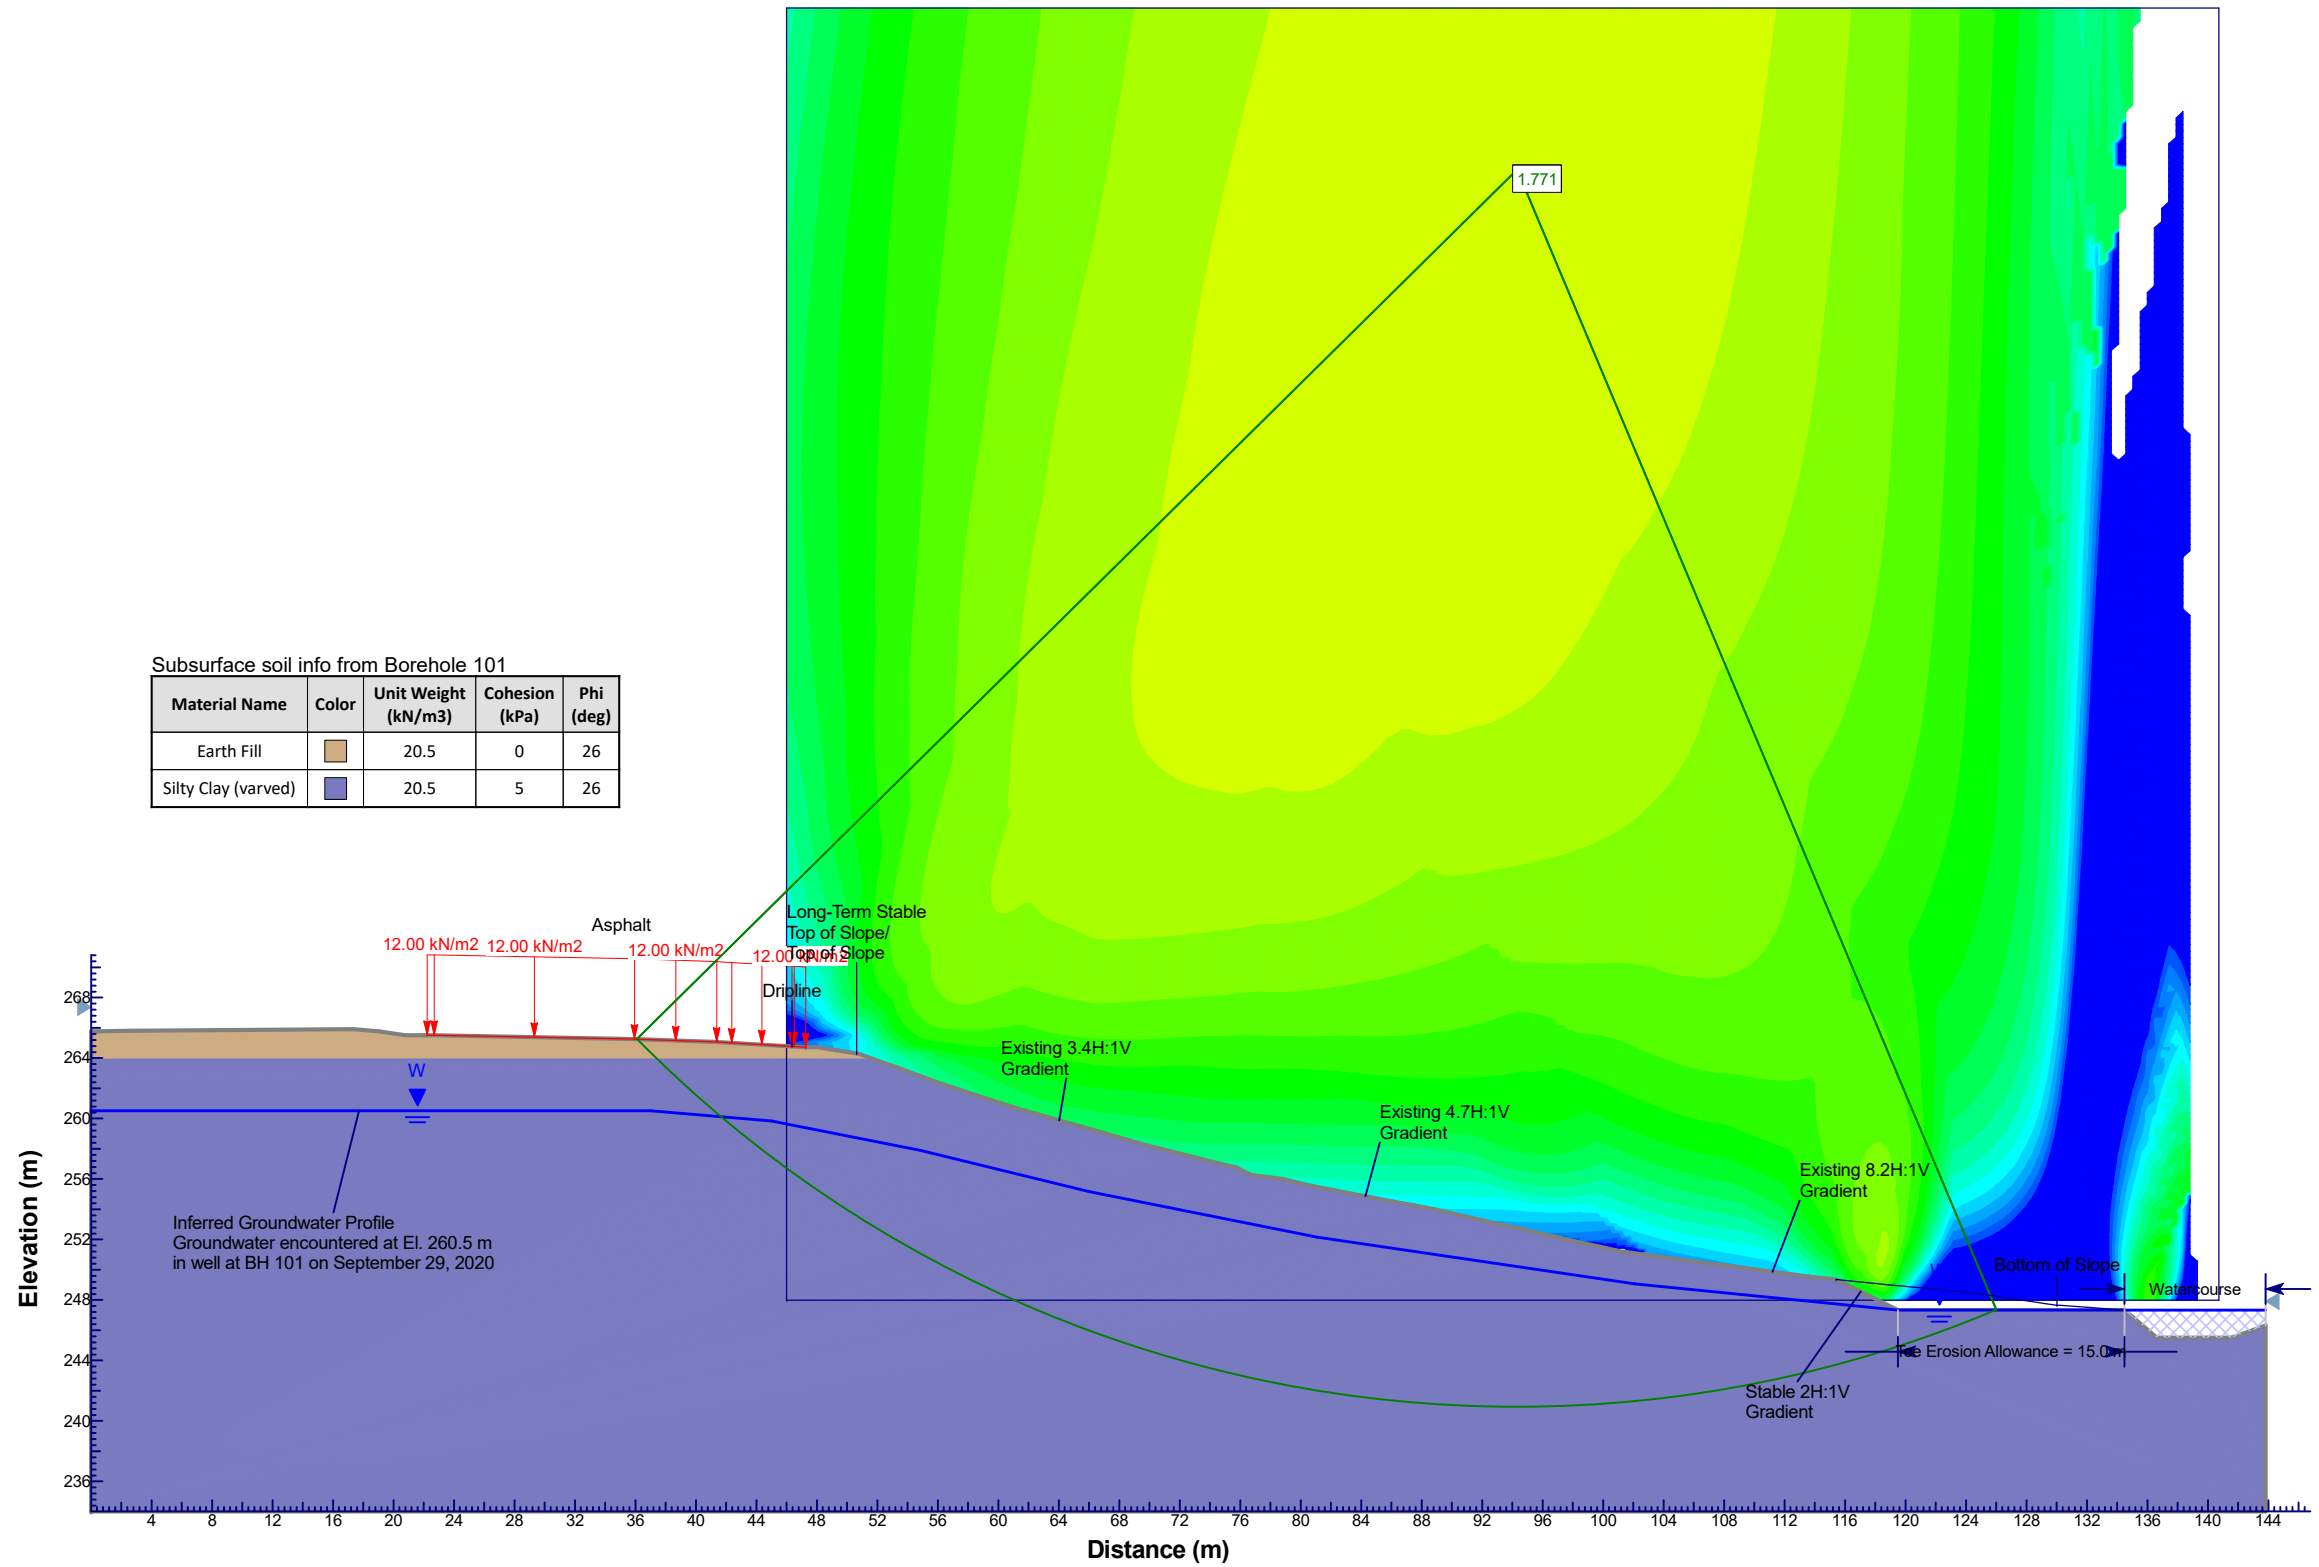 1.771
Subsurface soil info from Borehole 101
Material Name Color Unit Weight (kN/m3) Cohesion (kPa) Phi (deg)
Earth Fill 20.5 0 26
Silty Clay (varved) 20.5 5 26
Asphalt
12.00 kN/m2 12.00 kN/m2 12.00 kN/m2 12.00 kN/m2
Long-Term Stable
Top of Slope/
Top of Slope
Dripline
Existing 3.4H:1V
Gradient
Existing 4.7H:1V
Gradient
Existing 8.2H:1V
Gradient
W
Inferred Groundwater Profile
Groundwater encountered at El. 260.5 m
in well at BH 101 on September 29, 2020
Bottom of Slope
Watercourse
Toe Erosion Allowance = 15.0m
Stable 2H:1V
Gradient
Elevation (m)
268
264
260
256
252
248
244
240
236
4 8 12 16 20 24 28 32 36 40 44 48 52 56 60 64 68 72 76 80 84 88 92 96 100 104 108 112 116 120 124 128 132 136 140 144
Distance (m)